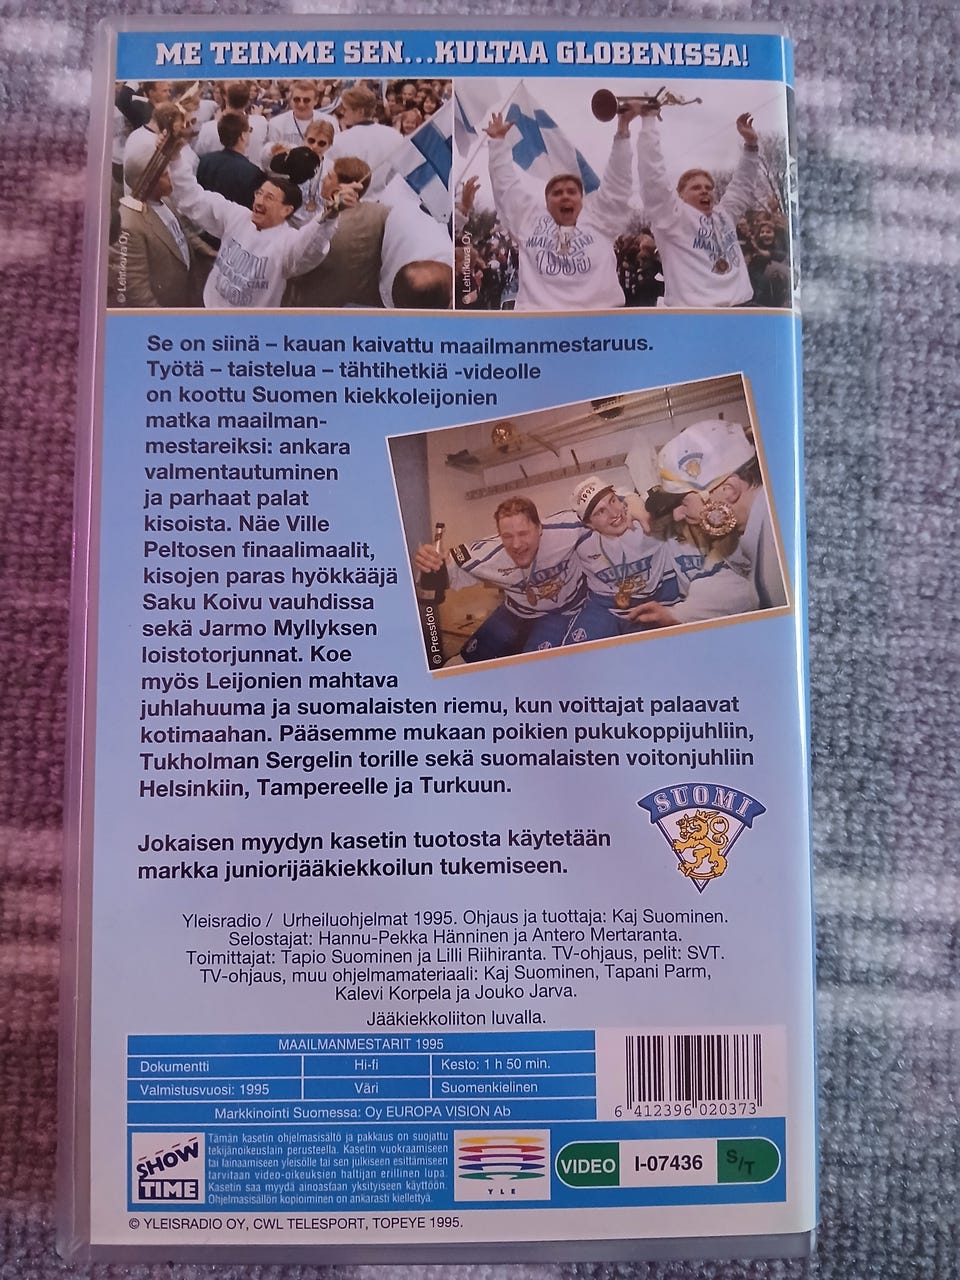 ME TEIMME SEN...KULTAA GLOBENISSA!
© Lehtikuva Oy
SUOMI
© Lehtikuva Oy
1995
Se on siinä – kauan kaivattu maailmanmestaruus.
Työtä – taistelua – tähtihetkiä -videolle
on koottu Suomen kiekkoleijonien
matka maailman-
mestareiksi: ankara
valmentautuminen
ja parhaat palat
kisoista. Näe Ville
Peltosen finaalimaalit,
kisojen paras hyökkääjä
Saku Koivu vauhdissa
sekä Jarmo Myllyksen
loistotorjunnat. Koe
myös Leijonien mahtava
juhlahuuma ja suomalaisten riemu, kun voittajat palaavat
kotimaahan. Pääsemme mukaan poikien pukukoppijuhliin,
Tukholman Sergelin torille sekä suomalaisten voitonjuhliin
Helsinkiin, Tampereelle ja Turkuun.
1995
SUOMI
SUOMI
© Pressfoto
Jokaisen myydyn kasetin tuotosta käytetään
markka juniorijääkiekkoilun tukemiseen.
SUOMI
Yleisradio / Urheiluohjelmat 1995. Ohjaus ja tuottaja: Kaj Suominen.
Selostajat: Hannu-Pekka Hänninen ja Antero Mertaranta.
Toimittajat: Tapio Suominen ja Lilli Riihiranta. TV-ohjaus, pelit: SVT.
TV-ohjaus, muu ohjelmamateriaali: Kaj Suominen, Tapani Parm,
Kalevi Korpela ja Jouko Jarva.
Jääkiekkoliiton luvalla.
MAAILMANMESTARIT 1995
Dokumentti Hi-fi Kesto: 1 h 50 min.
Valmistusvuosi: 1995 Väri Suomenkielinen
Markkinointi Suomessa: Oy EUROPA VISION Ab
6 412396 020373
SHOW
TIME
Tämän kasetin ohjelmasisältö ja pakkaus on suojattu
tekijänoikeuslain perusteella. Kasetin vuokraamiseen
tai lainaamiseen yleisölle tai sen julkiseen esittämiseen
tarvitaan video-oikeuksien haltijan erillinen lupa.
Kasetin saa myydä ainoastaan yksityiseen käyttöön.
Ohjelmasisällön kopioiminen on ankarasti kiellettyä.
YLE
VIDEO I-07436 S/T
© YLEISRADIO OY, CWL TELESPORT, TOPEYE 1995.